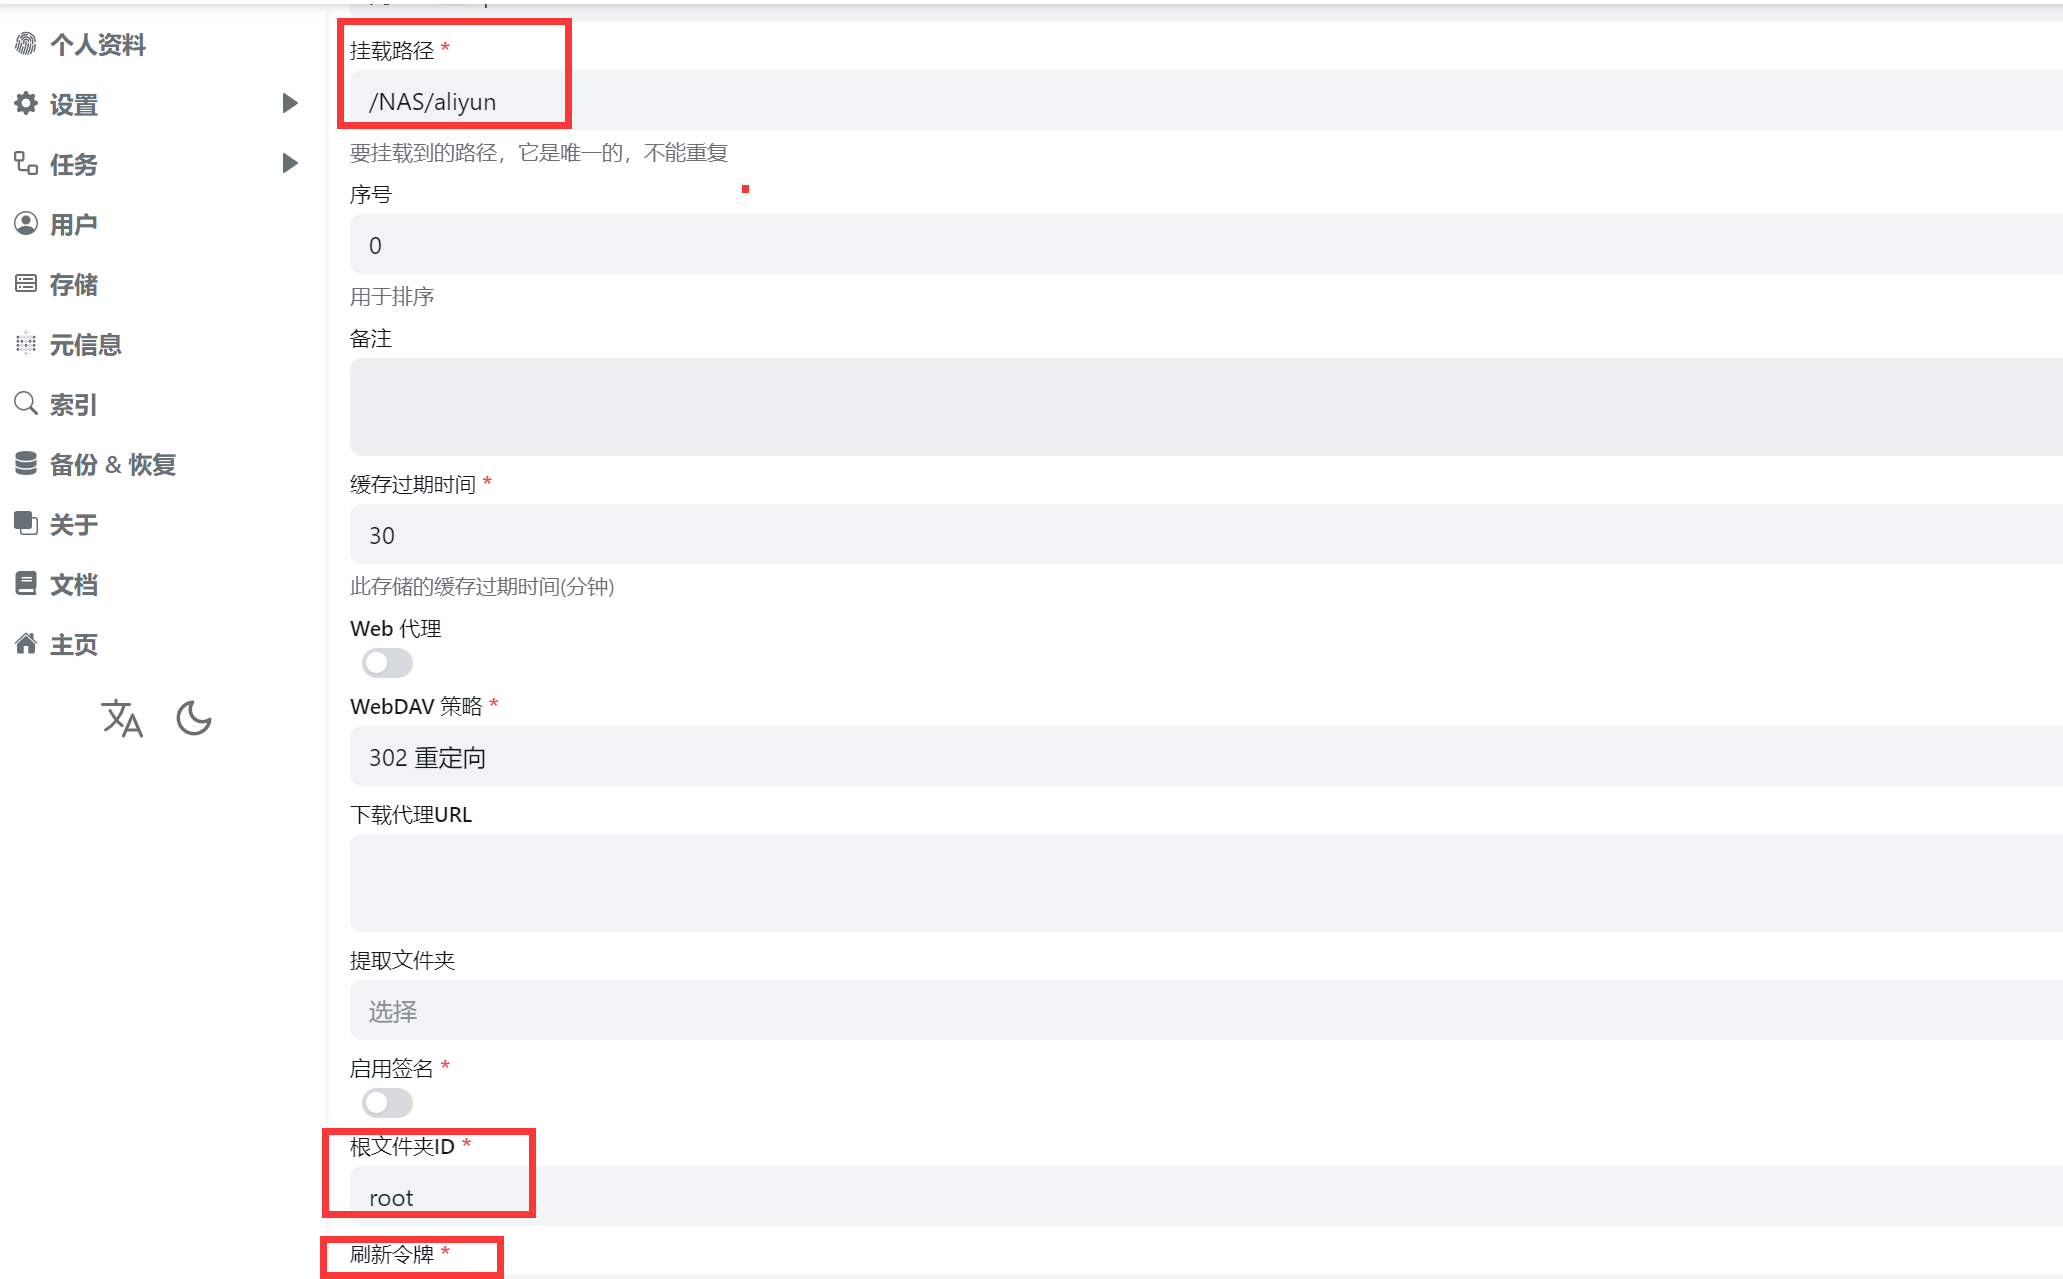 个人资料
设置
任务
用户
存储
元信息
索引
备份 & 恢复
关于
文档
主页
挂载路径 *
/NAS/aliyun
要挂载到的路径，它是唯一的，不能重复
序号
0
用于排序
备注
缓存过期时间 *
30
此存储的缓存过期时间(分钟)
Web 代理
WebDAV 策略 *
302 重定向
下载代理URL
提取文件夹
选择
启用签名 *
根文件夹ID *
root
刷新令牌 *